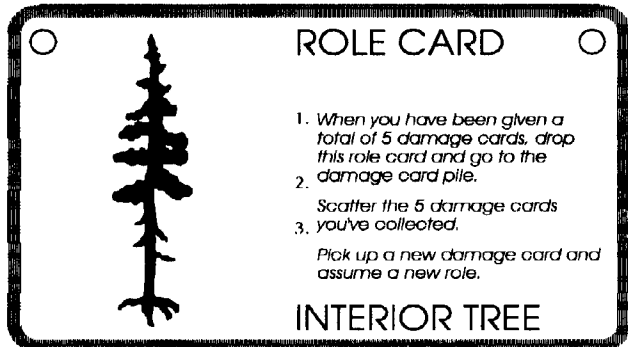 ROLE CARD
1. When you have been given a
total of 5 damage cards, drop
this role card and go to the
2. damage card pile.
Scatter the 5 damage cards
3. you've collected.
Pick up a new damage card and
assume a new role.
INTERIOR TREE